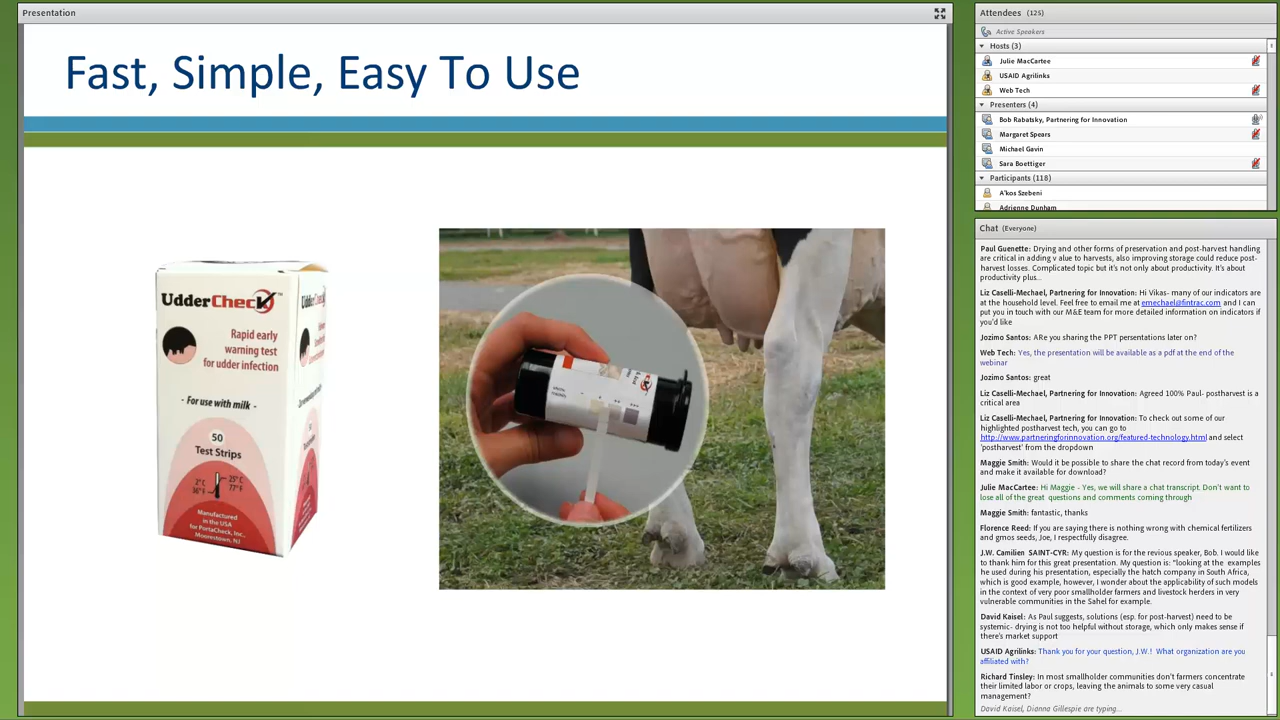 Presentation
Fast, Simple, Easy To Use
UdderCheck™
Rapid early
warning test
for udder infection
- For use with milk -
50
Test Strips
2°C
36°F
25°C
77°F
Manufactured
in the USA
for PortaCheck, Inc.,
Moorestown, NJ
Attendees (125)
Active Speakers
Hosts (3)
Julie MacCartee
USAID Agrilinks
Web Tech
Presenters (4)
Bob Rabatsky, Partnering for Innovation
Margaret Spears
Michael Gavin
Sara Boettiger
Participants (118)
A'kos Szebeni
Adrienne Dunham
Chat (Everyone)
Paul Guenette: Drying and other forms of preservation and post-harvest handling
are critical in adding v alue to harvests, also improving storage could reduce post-
harvest losses. Complicated topic but it's not only about productivity. It's about
productivity plus...
Liz Caselli-Mechael, Partnering for Innovation: Hi Vikas- many of our indicators are
at the household level. Feel free to email me at emechael@fintrac.com and I can
put you in touch with our M&E team for more detailed information on indicators if
you'd like
Jozimo Santos: ARe you sharing the PPT persentations later on?
Web Tech: Yes, the presentation will be available as a pdf at the end of the
webinar
Jozimo Santos: great
Liz Caselli-Mechael, Partnering for Innovation: Agreed 100% Paul- postharvest is a
critical area
Liz Caselli-Mechael, Partnering for Innovation: To check out some of our
highlighted postharvest tech, you can go to
http://www.partneringforinnovation.org/featured-technology.html and select
'postharvest' from the dropdown
Maggie Smith: Would it be possible to share the chat record from today's event
and make it available for download?
Julie MacCartee: Hi Maggie - Yes, we will share a chat transcript. Don't want to
lose all of the great questions and comments coming through
Maggie Smith: fantastic, thanks
Florence Reed: If you are saying there is nothing wrong with chemical fertlizers
and gmos seeds, Joe, I respectfully disagree.
J.W. Camilien SAINT-CYR: My question is for the revious speaker, Bob. I would like
to thank him for this great presentation. My question is: "looking at the examples
he used during his presentation, especially the hatch company in South Africa,
which is good example, however, I wonder about the applicability of such models
in the context of very poor smallholder farmers and livestock herders in very
vulnerable communities in the Sahel for example.
David Kaisel: As Paul suggests, solutions (esp. for post-harvest) need to be
systemic- drying is not too helpful without storage, which only makes sense if
there's market support
USAID Agrilinks: Thank you for your question, J.W.! What organization are you
affiliated with?
Richard Tinsley: In most smallholder communities don't farmers concentrate
their limited labor or crops, leaving the animals to some very casual
management?
David Kaisel, Dianna Gillespie are typing...